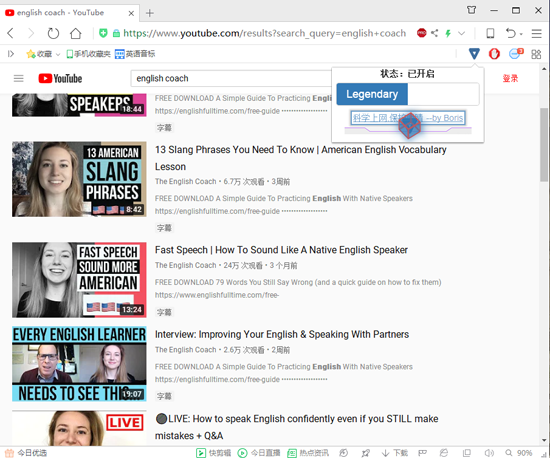 english coach - YouTube
https://www.youtube.com/results?search_query=english+coach
收藏
手机收藏夹
英语音标
YouTube
english coach
登录
状态：已开启
Legendary
科学上网,保 --by Boris
SPEAKERS
18:44
FREE DOWNLOAD A Simple Guide To Practicing
https://englishfulltime.com/free-guide
字幕
13 AMERICAN
SLANG
PHRASES
8:42
13 Slang Phrases You Need To Know | American English Vocabulary
Lesson
The English Coach • 6.7万 次观看 • 3周前
FREE DOWNLOAD A Simple Guide To Practicing English With Native Speakers
https://englishfulltime.com/free-guide
字幕
FAST SPEECH
SOUND MORE
AMERICAN
13:24
Fast Speech | How To Sound Like A Native English Speaker
The English Coach • 24万 次观看 • 3 个月前
FREE DOWNLOAD 79 Words You Still Say Wrong (and a quick guide on how to fix them)
https://www.englishfulltime.com/free-
字幕
EVERY ENGLISH LEARNER
NEEDS TO SEE THIS
19:07
Interview: Improving Your English & Speaking With Partners
The English Coach • 2.6万 次观看 • 2周前
FREE DOWNLOAD A Simple Guide To Practicing English With Native Speakers
https://englishfulltime.com/free-guide
字幕
LIVE
LIVE: How to speak English confidently even if you STILL make
mistakes + Q&A
今日优选
快剪辑
今日直播
热点资讯
下载
90%